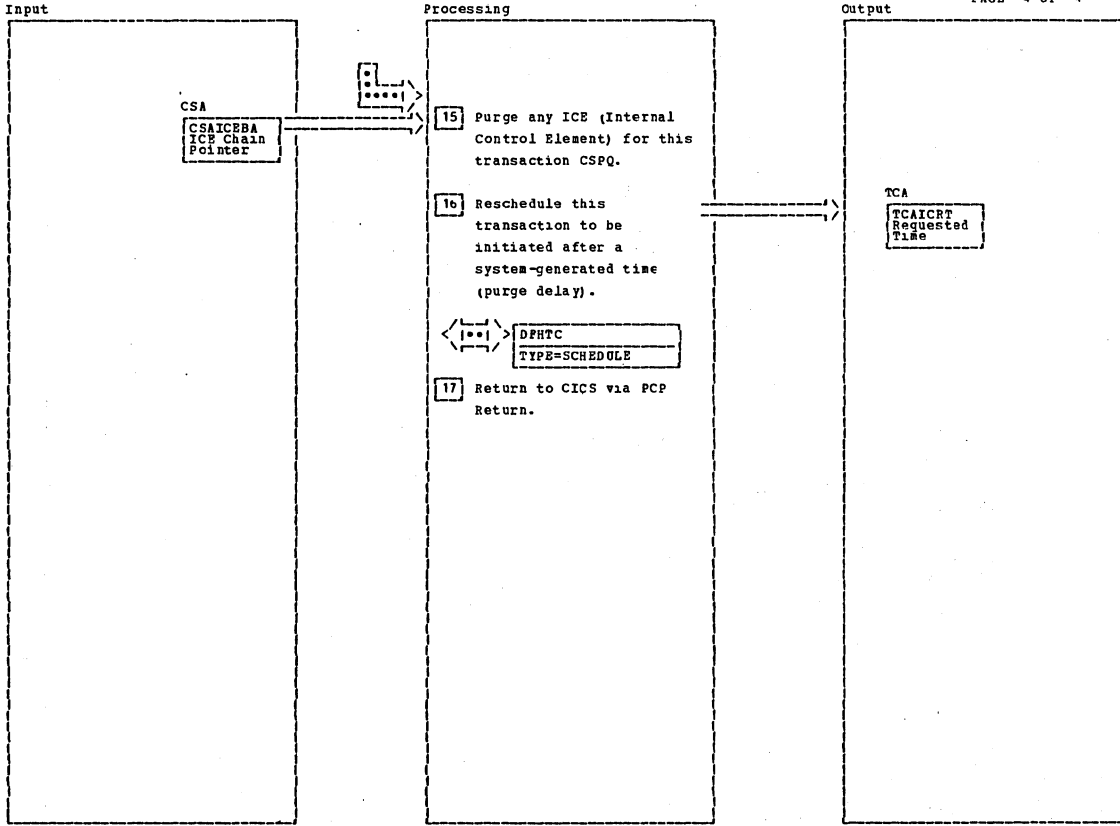 Input
Processing
Output
CSA
CSAICEBA
ICE Chain
Pointer
15 Purge any ICE (Internal
Control Element) for this
transaction CSPQ.
16 Reschedule this
transaction to be
initiated after a
system-generated time
(purge delay).
TCA
TCAICRT
Requested
Time
DFHTC
TYPE=SCHEDULE
17 Return to CICS via PCP
Return.